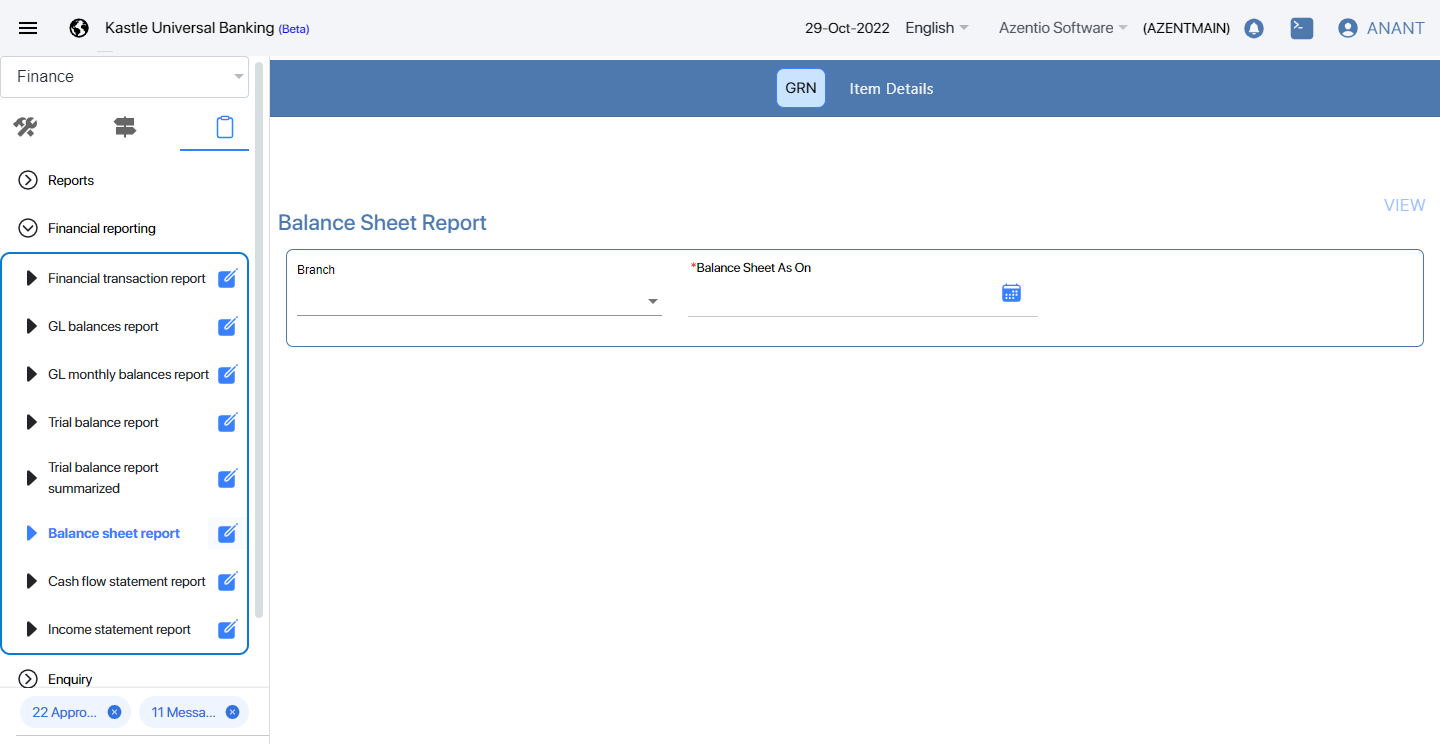 Kastle Universal Banking (Beta)
29-Oct-2022 English Azentio Software (AZENTMAIN) ANANT
Finance
GRN Item Details
Reports
Financial reporting
Financial transaction report
GL balances report
GL monthly balances report
Trial balance report
Trial balance report
summarized
Balance sheet report
Cash flow statement report
Income statement report
Enquiry
22 Appro... 11 Messa...
VIEW
Balance Sheet Report
Branch
*Balance Sheet As On